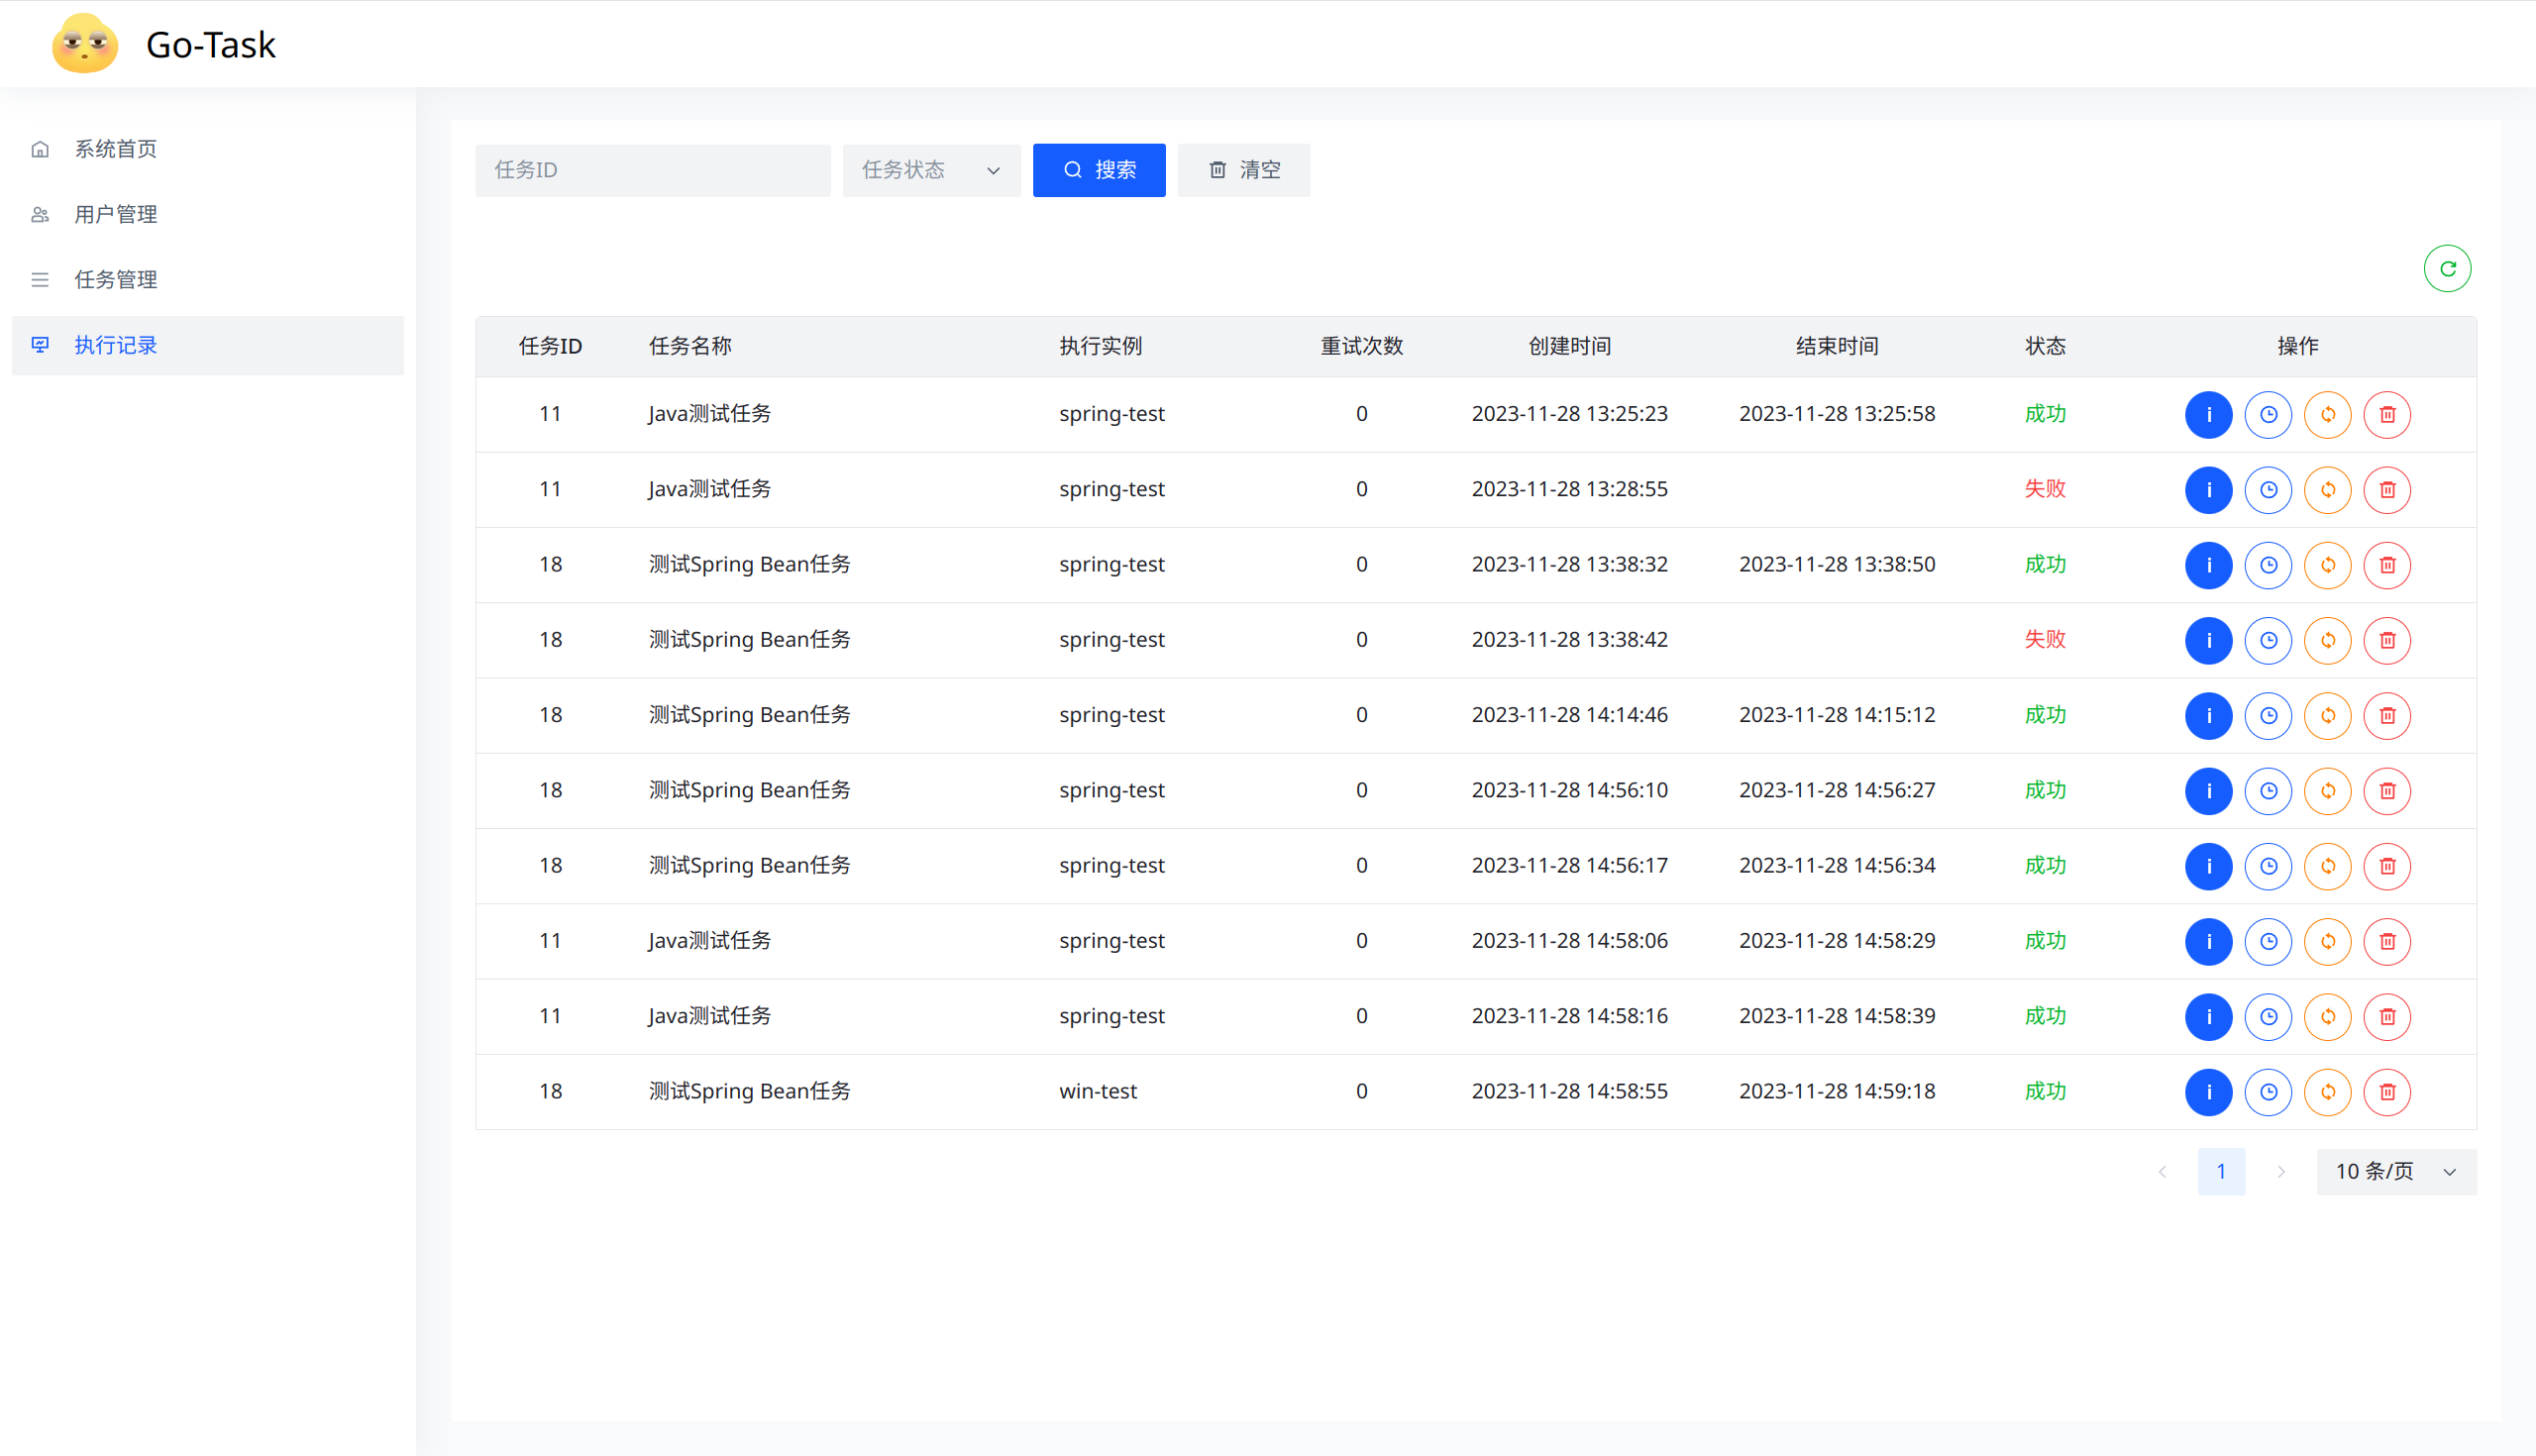 Go-Task
系统首页
用户管理
任务管理
执行记录
任务ID 任务状态 搜索 清空
任务ID 任务名称 执行实例 重试次数 创建时间 结束时间 状态 操作
11 Java测试任务 spring-test 0 2023-11-28 13:25:23 2023-11-28 13:25:58 成功
11 Java测试任务 spring-test 0 2023-11-28 13:28:55 失败
18 测试Spring Bean任务 spring-test 0 2023-11-28 13:38:32 2023-11-28 13:38:50 成功
18 测试Spring Bean任务 spring-test 0 2023-11-28 13:38:42 失败
18 测试Spring Bean任务 spring-test 0 2023-11-28 14:14:46 2023-11-28 14:15:12 成功
18 测试Spring Bean任务 spring-test 0 2023-11-28 14:56:10 2023-11-28 14:56:27 成功
18 测试Spring Bean任务 spring-test 0 2023-11-28 14:56:17 2023-11-28 14:56:34 成功
11 Java测试任务 spring-test 0 2023-11-28 14:58:06 2023-11-28 14:58:29 成功
11 Java测试任务 spring-test 0 2023-11-28 14:58:16 2023-11-28 14:58:39 成功
18 测试Spring Bean任务 win-test 0 2023-11-28 14:58:55 2023-11-28 14:59:18 成功
1 10 条/页